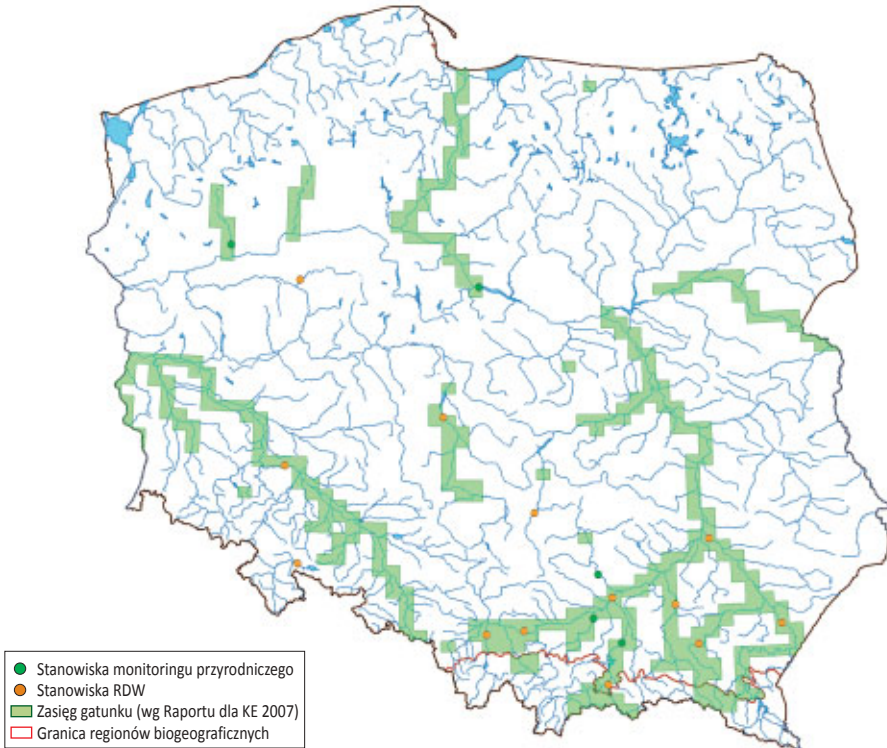 Stanowiska monitoringu przyrodniczego
Stanowiska RDW
Zasięg gatunku (wg Raportu dla KE 2007)
Granica regionów biogeograficznych